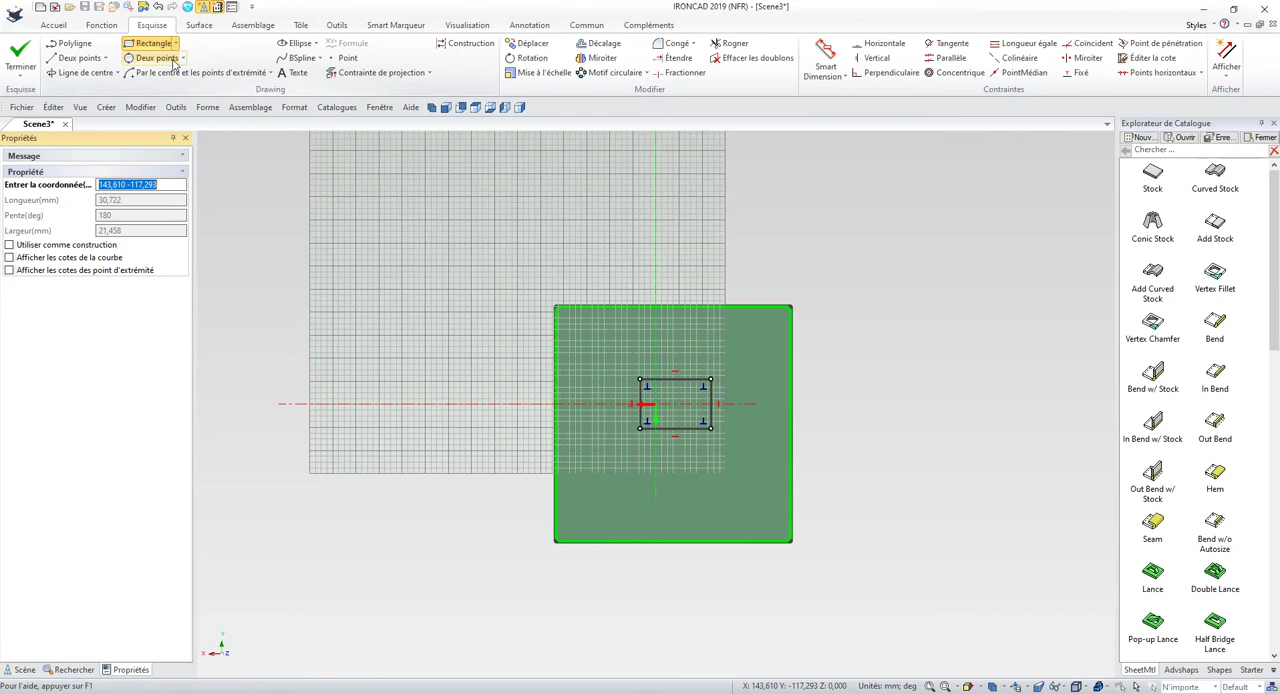 IRONCAD 2019 (NFR) - [Scene3*]
Accueil Fonction Esquisse Surface Assemblage Tôle Outils Smart Marqueur Visualisation Annotation Commun Compléments Styles
Polyligne Rectangle Ellipse Formule Construction Déplacer Décalage Congé Rogner Horizontale Tangente Longueur égale Coïncident Point de pénétration
Terminer Deux points Deux points BSpline Point Rotation Miroiter Étendre Effacer les doublons Smart Dimension Vertical Parallèle Colinéaire Miroiter Éditer la cote Afficher
Ligne de centre Par le centre et les points d'extrémité Texte Contrainte de projection Mise à l'échelle Motif circulaire Fractionner Perpendiculaire Concentrique PointMédian Fixé Points horizontaux
Esquisse Drawing Modifier Contraintes Afficher
Fichier Éditer Vue Créer Modifier Outils Forme Assemblage Format Catalogues Fenêtre Aide
Scene3*
Propriétés
Message
Propriété
Entrer la coordonnée(... 143,610 -117,293
Longueur(mm) 30,722
Pente(deg) 180
Largeur(mm) 21,458
Utiliser comme construction
Afficher les cotes de la courbe
Afficher les cotes des point d'extrémité
Y
X
Z
Explorateur de Catalogue
Nouv... Ouvrir Enre... Fermer
Chercher ...
Stock Curved Stock
Conic Stock Add Stock
Add Curved Stock Vertex Fillet
Vertex Chamfer Bend
Bend w/ Stock In Bend
In Bend w/ Stock Out Bend
Out Bend w/ Stock Hem
Seam Bend w/o Autosize
Lance Double Lance
Pop-up Lance Half Bridge Lance
SheetMtl Advshaps Shapes Starter
Scène Rechercher Propriétés
Pour l'aide, appuyer sur F1 X: 143,610 Y: -117,293 Z: 0,000 Unités: mm; deg N'importe Default